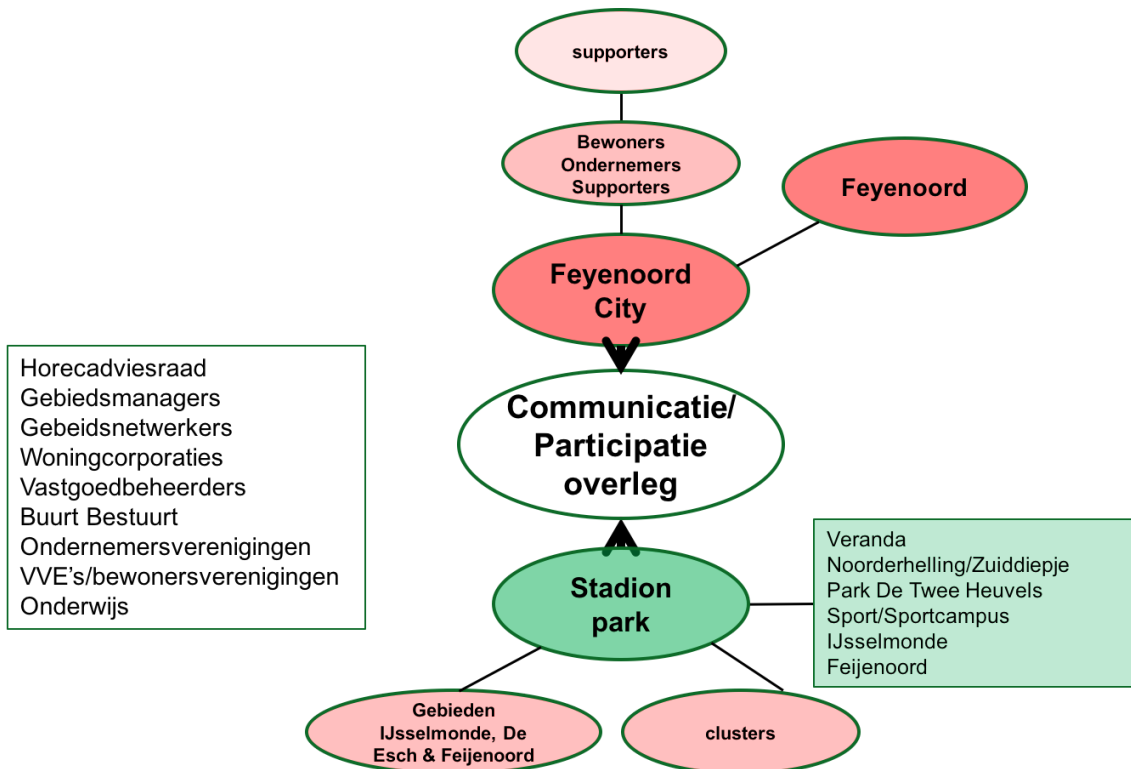 supporters
Bewoners
Ondernemers
Supporters
Feyenoord
Feyenoord
City
Horecadviesraad
Gebiedsmanagers
Gebeidsnetwerkers
Woningcorporaties
Vastgoedbeheerders
Buurt Bestuurt
Ondernemersverenigingen
VVE’s/bewonersverenigingen
Onderwijs
Communicatie/
Participatie
overleg
Stadion
park
Veranda
Noorderhelling/Zuiddiepje
Park De Twee Heuvels
Sport/Sportcampus
IJsselmonde
Feijenoord
Gebieden
IJsselmonde, De
Esch & Feijenoord
clusters